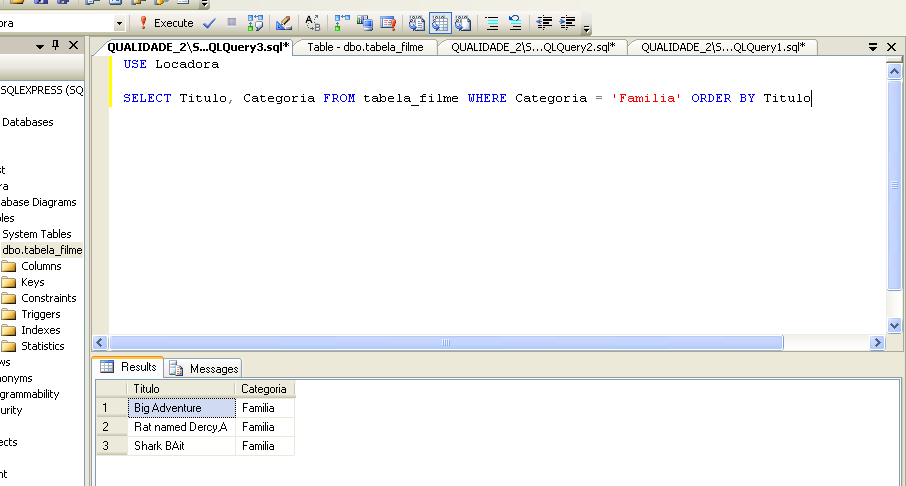 ora
Execute
QUALIDADE_2\S...QLQuery3.sql* Table - dbo.tabela_filme QUALIDADE_2\S...QLQuery2.sql* QUALIDADE_2\S...QLQuery1.sql*
USE Locadora
SELECT Titulo, Categoria FROM tabela_filme WHERE Categoria = 'Familia' ORDER BY Titulo
SQLEXPRESS (SQ
Databases
st
ra
abase Diagrams
bles
System Tables
dbo.tabela_filme
Columns
Keys
Constraints
Triggers
Indexes
Statistics
ws
nonyms
grammability
urity
ects
nt
Results Messages
Titulo Categoria
1 Big Adventure Familia
2 Rat named Dercy,A Familia
3 Shark BAit Familia